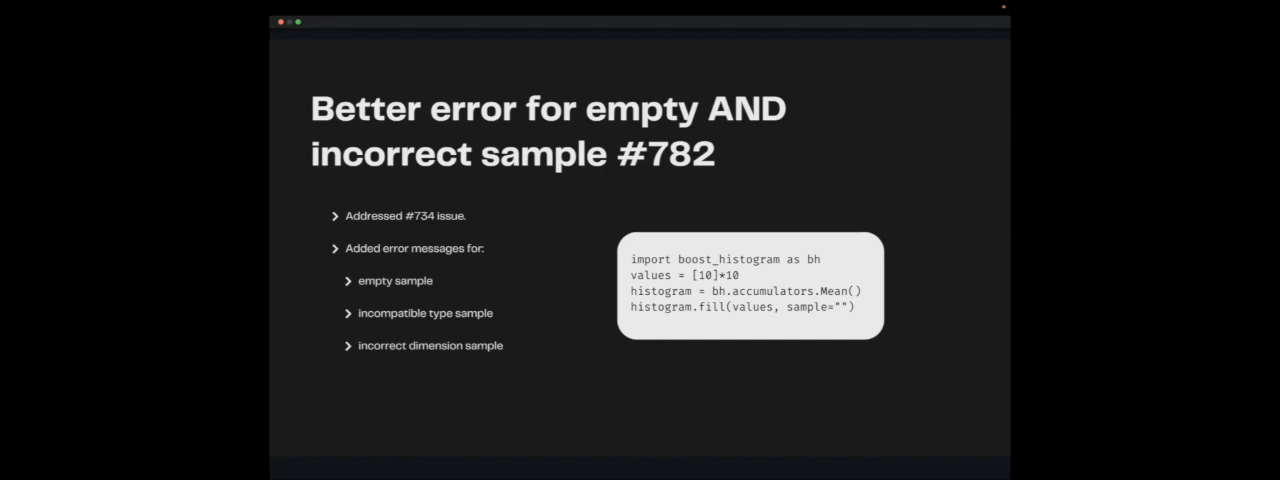 Better error for empty AND
incorrect sample #782
Addressed #734 issue.
Added error messages for:
empty sample
incompatible type sample
incorrect dimension sample
import boost_histogram as bh
values = [10]*10
histogram = bh.accumulators.Mean()
histogram.fill(values, sample="")